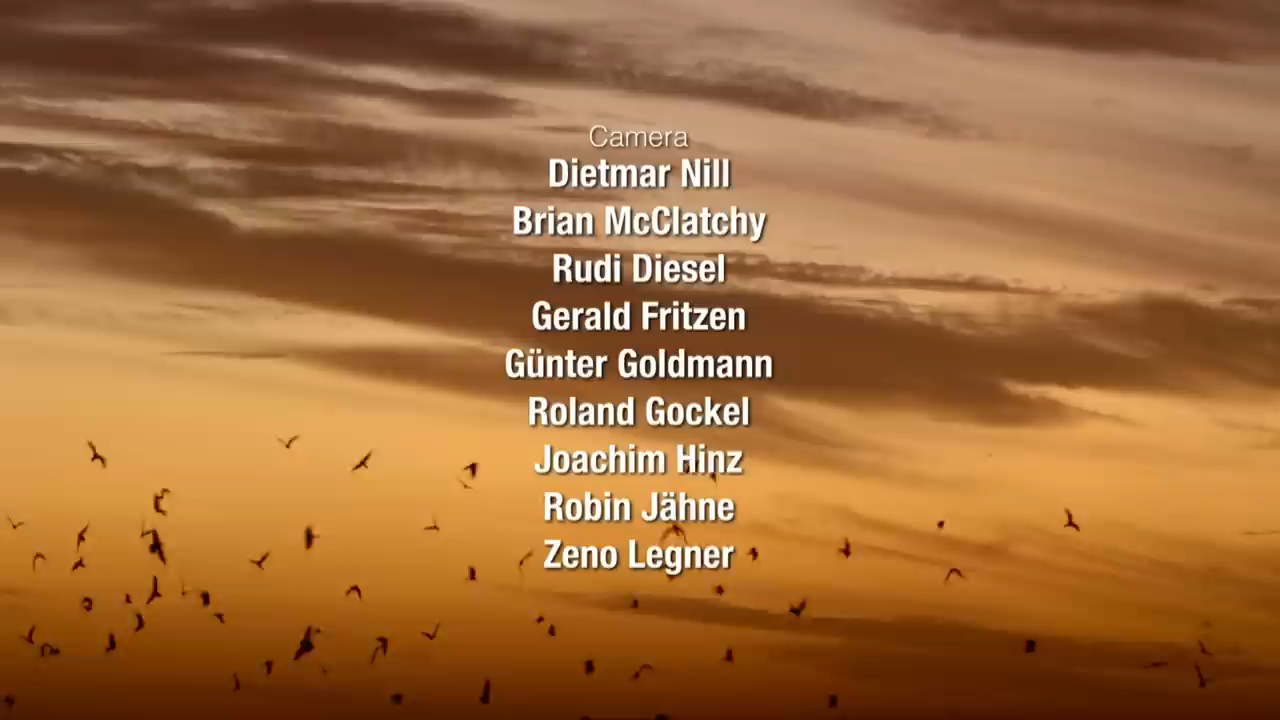 Camera
Dietmar Nill
Brian McClatchy
Rudi Diesel
Gerald Fritzen
Günter Goldmann
Roland Gockel
Joachim Hinz
Robin Jähne
Zeno Legner